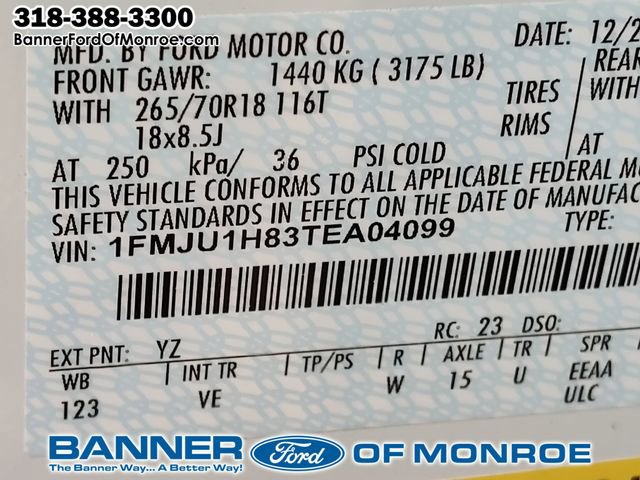 318-388-3300
BannerFordOfMonroe.com
MFD. BY FORD MOTOR CO.
DATE: 12/2
FRONT GAWR: 1440 KG ( 3175 LB)
REAR
WITH 265/70R18 116T TIRES
WITH
18x8.5J RIMS
AT 250 kPa/ 36 PSI COLD
AT
THIS VEHICLE CONFORMS TO ALL APPLICABLE FEDERAL MO
SAFETY STANDARDS IN EFFECT ON THE DATE OF MANUFAC
VIN: 1FMJU1H83TEA04099
TYPE:
RC: 23 DSO:
EXT PNT: YZ
WB INT TR TP/PS R AXLE TR SPR
123 VE W 15 U EEAA
ULC
BANNER Ford OF MONROE
The Banner Way... A Better Way!